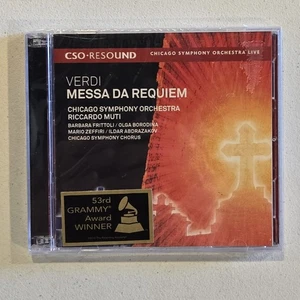 CSO·RESOUND
CHICAGO SYMPHONY ORCHESTRA LIVE
VERDI
MESSA DA REQUIEM
CHICAGO SYMPHONY ORCHESTRA
RICCARDO MUTI
BARBARA FRITTOLI / OLGA BORODINA
MARIO ZEFFIRI / ILDAR ABDRAZAKOV
CHICAGO SYMPHONY CHORUS
53rd
GRAMMY®
Award
WINNER